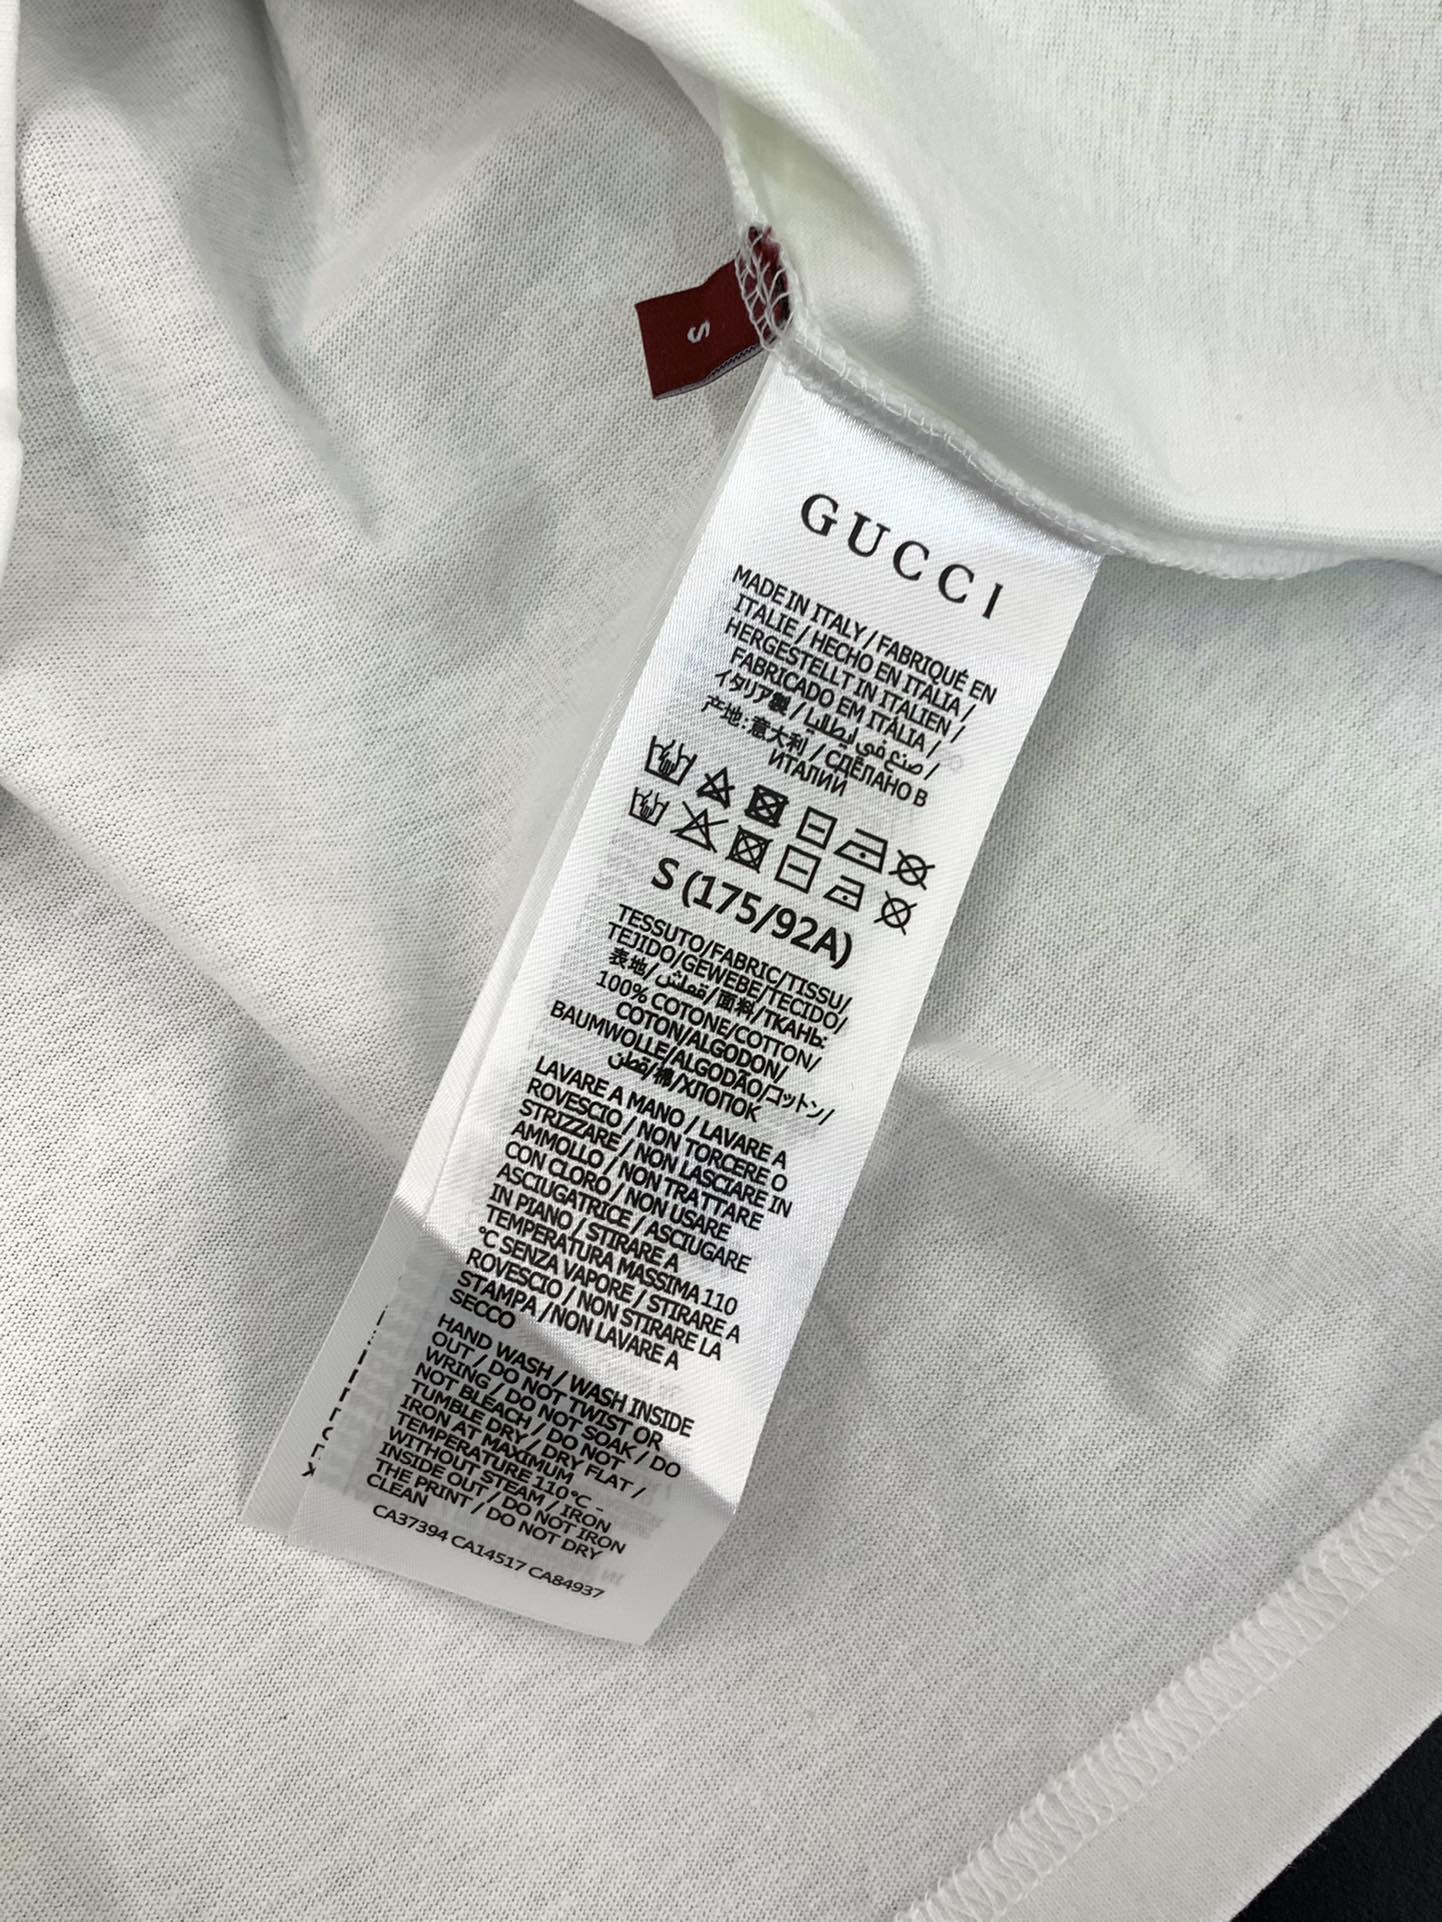 S
GUCCI
MADE IN ITALY / FABRIQUÉ EN
ITALIE / HECHO EN ITALIA /
HERGESTELLT IN ITALIEN /
FABRICADO EM ITÁLIA /
イタリア製 / صنع في إيطاليا /
产地: 意大利 / СДЕЛАНО В
ИТАЛИИ
S (175/92A)
TESSUTO/FABRIC/TISSU/
TEJIDO/GEWEBE/TECIDO/
表地/قماش/面料/ТКАНЬ:
100% COTONE/COTTON/
COTON/ALGODON/
BAUMWOLLE/ALGODÃO/コットン/
قطن/棉/ХЛОПОК
LAVARE A MANO / LAVARE A
ROVESCIO / NON TORCERE O
STRIZZARE / NON LASCIARE IN
AMMOLLO / NON TRATTARE
CON CLORO / NON USARE
ASCIUGATRICE / ASCIUGARE
IN PIANO / STIRARE A
TEMPERATURA MASSIMA 110
°C SENZA VAPORE / STIRARE A
ROVESCIO / NON STIRARE LA
STAMPA /NON LAVARE A
SECCO
HAND WASH / WASH INSIDE
OUT / DO NOT TWIST OR
WRING / DO NOT SOAK / DO
NOT BLEACH / DO NOT
TUMBLE DRY / DRY FLAT /
IRON AT MAXIMUM
TEMPERATURE 110°C -
WITHOUT STEAM / IRON
INSIDE OUT / DO NOT IRON
THE PRINT / DO NOT DRY
CLEAN
CA37394 CA14517 CA84937